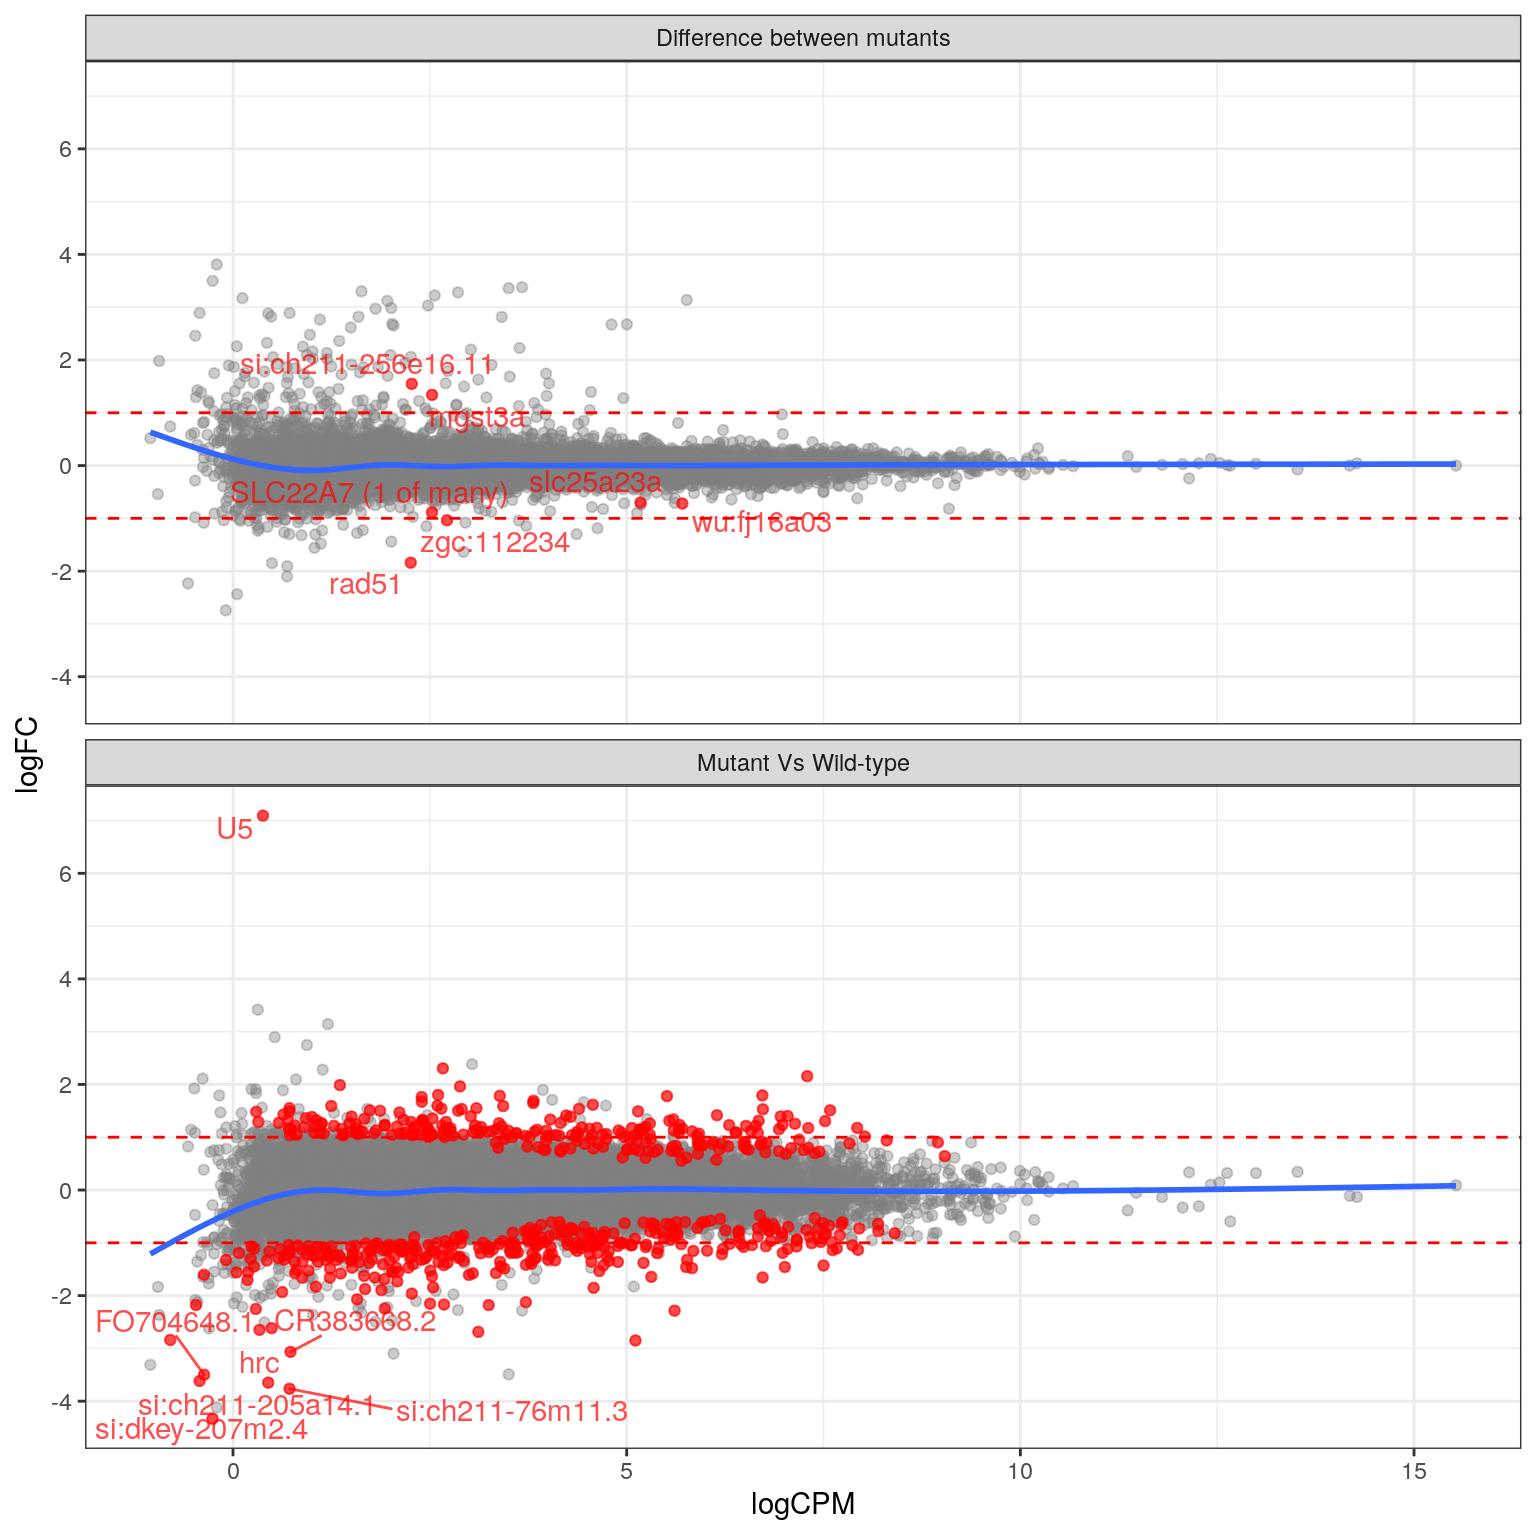 Difference between mutants
6
4
2
0
-2
-4
si:ch211-256e16.11
mgst3a
slc25a23a
SLC22A7 (1 of many)
wu:fj16a03
zgc:112234
rad51
logFC
Mutant Vs Wild-type
6
4
2
0
-2
-4
U5
FO704648.1
CR383668.2
hrc
si:ch211-205a14.1
si:ch211-76m11.3
si:dkey-207m2.4
0
5
10
15
logCPM